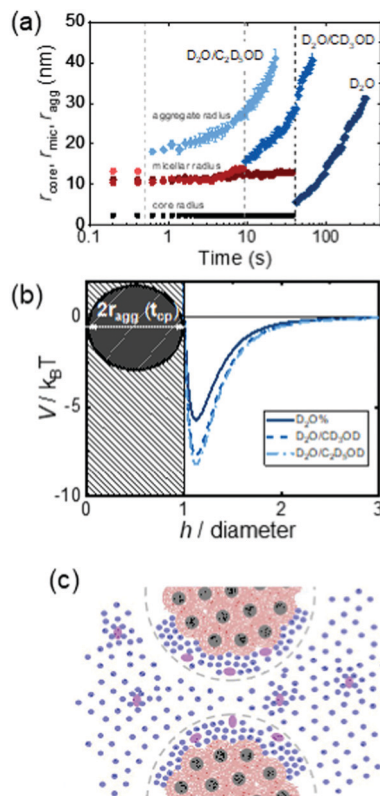 (a)
D₂O/C₂D₅OD
D₂O/CD₃OD
D₂O
aggregate radius
micellar radius
core radius
r_core, r_mic, r_agg (nm)
50
40
30
20
10
0
0.1
1
10
100
Time (s)
(b)
2r_agg (t_cp)
V / k_BT
0
-5
-10
D₂O%
D₂O/CD₃OD
D₂O/C₂D₅OD
0
1
2
3
h / diameter
(c)